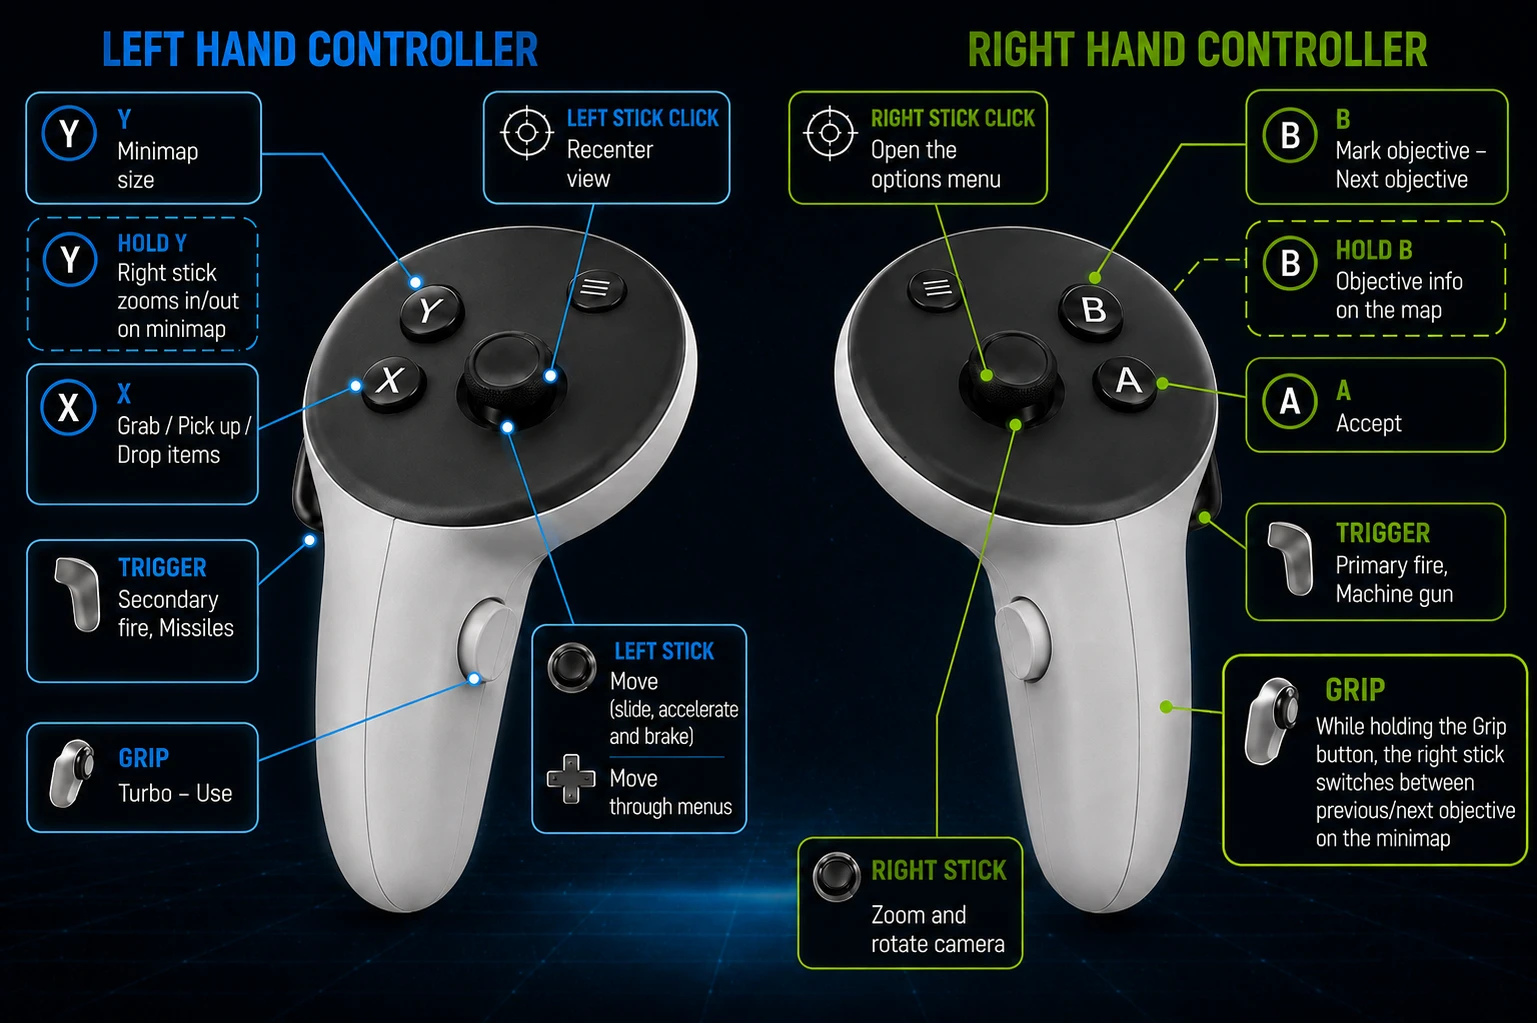 LEFT HAND CONTROLLER
RIGHT HAND CONTROLLER
Y
Y
Minimap
size
LEFT STICK CLICK
Recenter
view
RIGHT STICK CLICK
Open the
options menu
B
B
Mark objective –
Next objective
Y
HOLD Y
Right stick
zooms in/out
on minimap
B
HOLD B
Objective info
on the map
Y
X
B
A
X
X
Grab / Pick up /
Drop items
A
A
Accept
TRIGGER
Secondary
fire, Missiles
TRIGGER
Primary fire,
Machine gun
LEFT STICK
Move
(slide, accelerate
and brake)
Move
through menus
GRIP
Turbo – Use
GRIP
While holding the Grip
button, the right stick
switches between
previous/next objective
on the minimap
RIGHT STICK
Zoom and
rotate camera